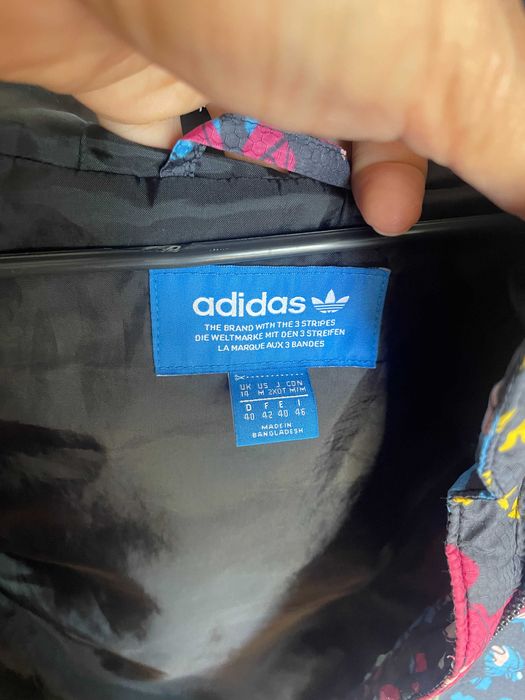 adidas
THE BRAND WITH THE 3 STRIPES
DIE WELTMARKE MIT DEN 3 STREIFEN
LA MARQUE AUX 3 BANDES
UK US J CDN
14 M 2XOT M/M
D F E I
40 42 40 46
MADE IN
BANGLADESH